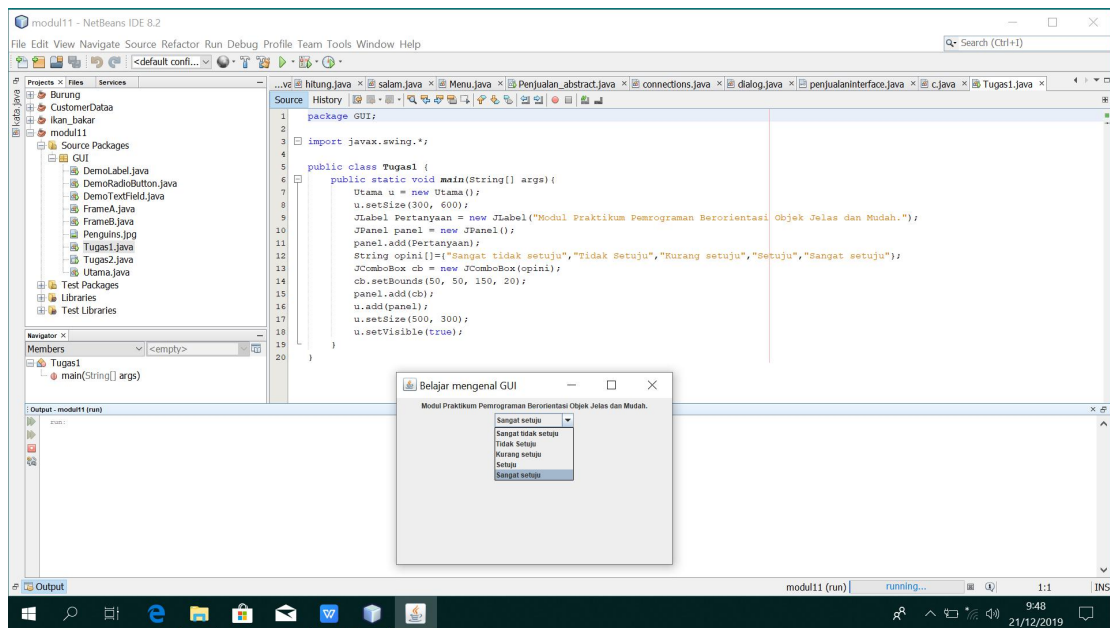 modul11 - NetBeans IDE 8.2
File Edit View Navigate Source Refactor Run Debug Profile Team Tools Window Help
Search (Ctrl+I)
<default confi...
Projects Files Services
...va hitung.java salam.java Menu.java Penjualan_abstract.java connections.java dialog.java penjualaninterface.java c.java Tugas1.java
kata.java
Burung
CustomerDataa
ikan_bakar
modul11
Source Packages
GUI
DemoLabel.java
DemoRadioButton.java
DemoTextField.java
FrameA.java
FrameB.java
Penguins.jpg
Tugas1.java
Tugas2.java
Utama.java
Test Packages
Libraries
Test Libraries
Navigator
Members <empty>
Tugas1
main(String[] args)
Source History
1 package GUI;
2
3 import javax.swing.*;
4
5 public class Tugas1 {
6 public static void main(String[] args){
7 Utama u = new Utama();
8 u.setSize(300, 600);
9 JLabel Pertanyaan = new JLabel("Modul Praktikum Pemrograman Berorientasi Objek Jelas dan Mudah.");
10 JPanel panel = new JPanel();
11 panel.add(Pertanyaan);
12 String opini[]={"Sangat tidak setuju","Tidak Setuju","Kurang setuju","Setuju","Sangat setuju"};
13 JComboBox cb = new JComboBox(opini);
14 cb.setBounds(50, 50, 150, 20);
15 panel.add(cb);
16 u.add(panel);
17 u.setSize(500, 300);
18 u.setVisible(true);
19 }
20 }
Output - modul11 (run)
run:
Belajar mengenal GUI
Modul Praktikum Pemrograman Berorientasi Objek Jelas dan Mudah.
Sangat setuju
Sangat tidak setuju
Tidak Setuju
Kurang setuju
Setuju
Sangat setuju
Output
modul11 (run) running... 1:1 INS
9:48
21/12/2019